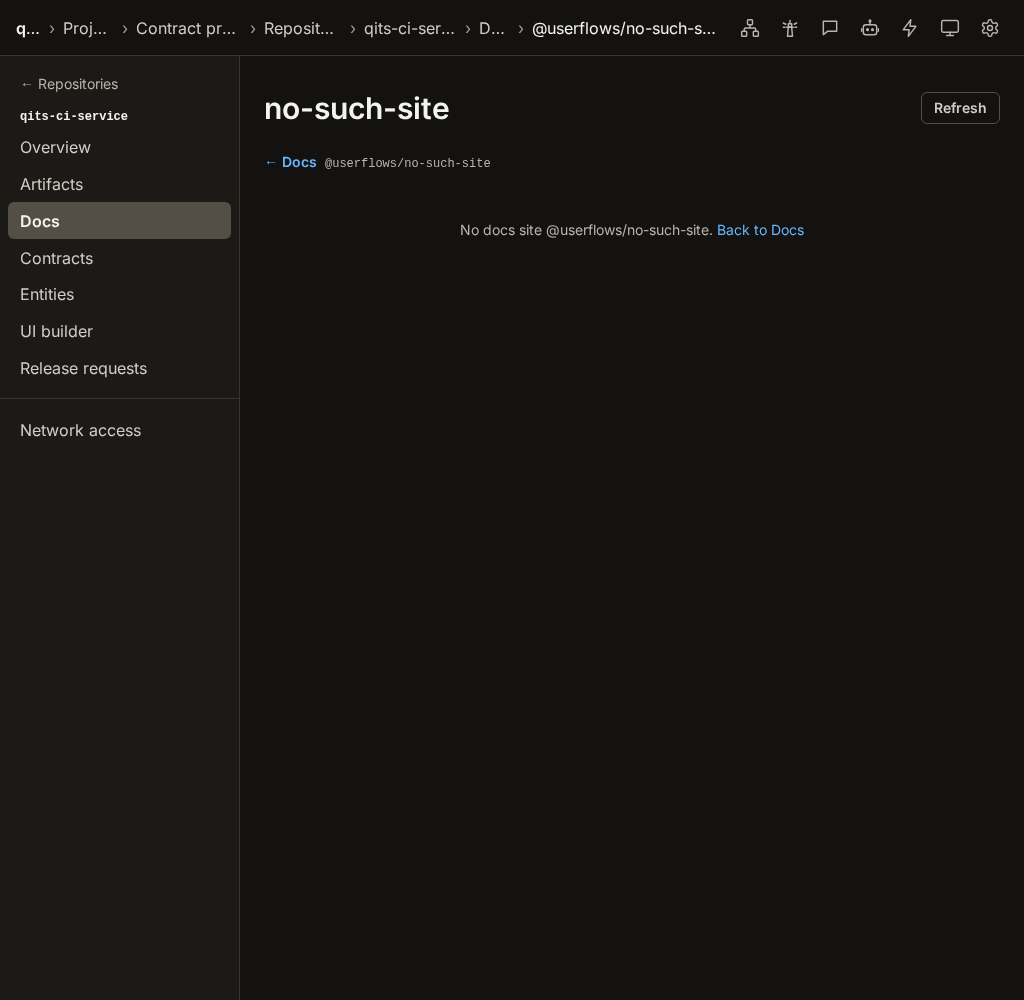 q... › Proj... › Contract pr... › Reposit... › qits-ci-ser... › D... › @userflows/no-such-s...
← Repositories
qits-ci-service
Overview
Artifacts
Docs
Contracts
Entities
UI builder
Release requests
Network access
no-such-site
Refresh
← Docs @userflows/no-such-site
No docs site @userflows/no-such-site. Back to Docs